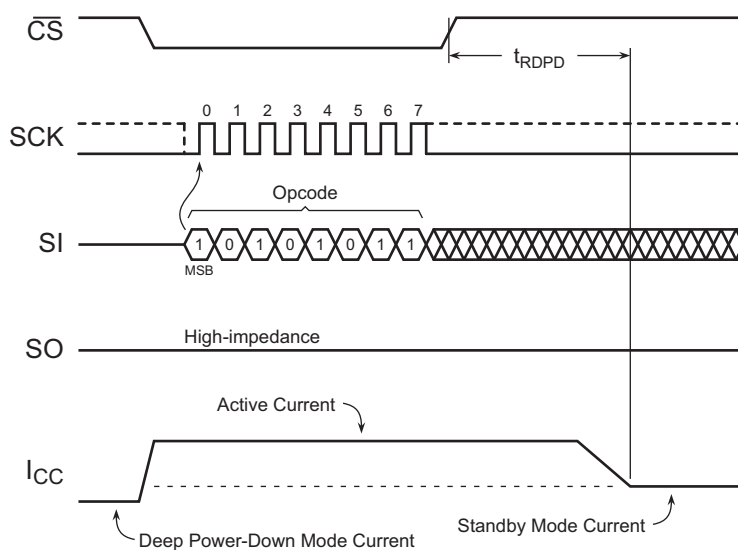 CS
tRDPD
0 1 2 3 4 5 6 7
SCK
Opcode
SI
1 0 1 0 1 0 1 1
MSB
High-impedance
SO
Active Current
ICC
Standby Mode Current
Deep Power-Down Mode Current